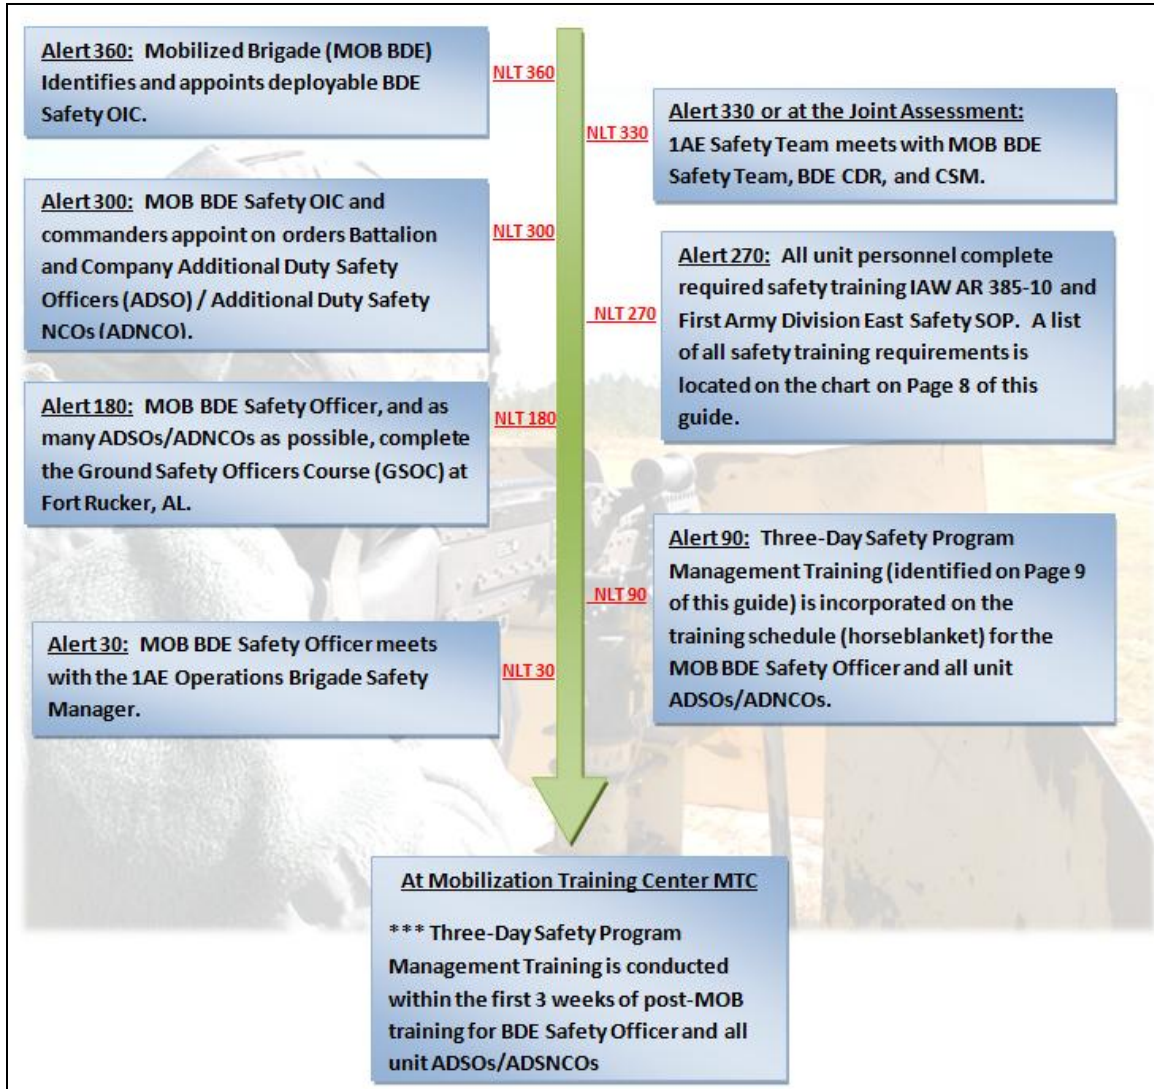 Alert 360: Mobilized Brigade (MOB BDE)
Identifies and appoints deployable BDE
Safety OIC.
NLT 360
Alert 330 or at the Joint Assessment:
1AE Safety Team meets with MOB BDE
Safety Team, BDE CDR, and CSM.
NLT 330
Alert 300: MOB BDE Safety OIC and
commanders appoint on orders Battalion
and Company Additional Duty Safety
Officers (ADSO) / Additional Duty Safety
NCOs (ADNCO).
NLT 300
Alert 270: All unit personnel complete
required safety training IAW AR 385-10 and
First Army Division East Safety SOP. A list
of all safety training requirements is
located on the chart on Page 8 of this
guide.
NLT 270
Alert 180: MOB BDE Safety Officer, and as
many ADSOs/ADNCOs as possible, complete
the Ground Safety Officers Course (GSOC) at
Fort Rucker, AL.
NLT 180
Alert 90: Three-Day Safety Program
Management Training (identified on Page 9
of this guide) is incorporated on the
training schedule (horseblanket) for the
MOB BDE Safety Officer and all unit
ADSOs/ADNCOs.
NLT 90
Alert 30: MOB BDE Safety Officer meets
with the 1AE Operations Brigade Safety
Manager.
NLT 30
At Mobilization Training Center MTC
*** Three-Day Safety Program
Management Training is conducted
within the first 3 weeks of post-MOB
training for BDE Safety Officer and all
unit ADSOs/ADSNCOs